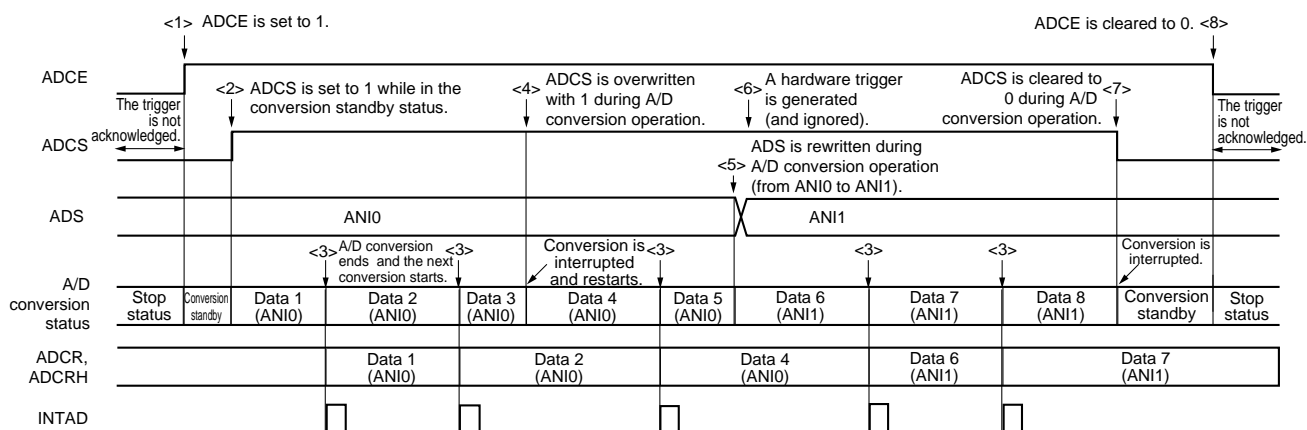 <1> ADCE is set to 1.
ADCE is cleared to 0. <8>
ADCE
The trigger
is not
acknowledged.
<2> ADCS is set to 1 while in the
conversion standby status.
<4> ADCS is overwritten
with 1 during A/D
conversion operation.
<6> A hardware trigger
is generated
(and ignored).
ADCS is cleared to
0 during A/D
conversion operation.
<7>
The trigger
is not
acknowledged.
ADCS
<5> ADS is rewritten during
A/D conversion operation
(from ANI0 to ANI1).
ADS
ANI0
ANI1
<3> A/D conversion
ends and the next
conversion starts.
<3>
Conversion is
interrupted
and restarts.
<3>
<3>
<3>
Conversion is
interrupted.
A/D
conversion
status
Stop
status
Conversion
standby
Data 1
(ANI0)
Data 2
(ANI0)
Data 3
(ANI0)
Data 4
(ANI0)
Data 5
(ANI0)
Data 6
(ANI1)
Data 7
(ANI1)
Data 8
(ANI1)
Conversion
standby
Stop
status
ADCR,
ADCRH
Data 1
(ANI0)
Data 2
(ANI0)
Data 4
(ANI0)
Data 6
(ANI1)
Data 7
(ANI1)
INTAD